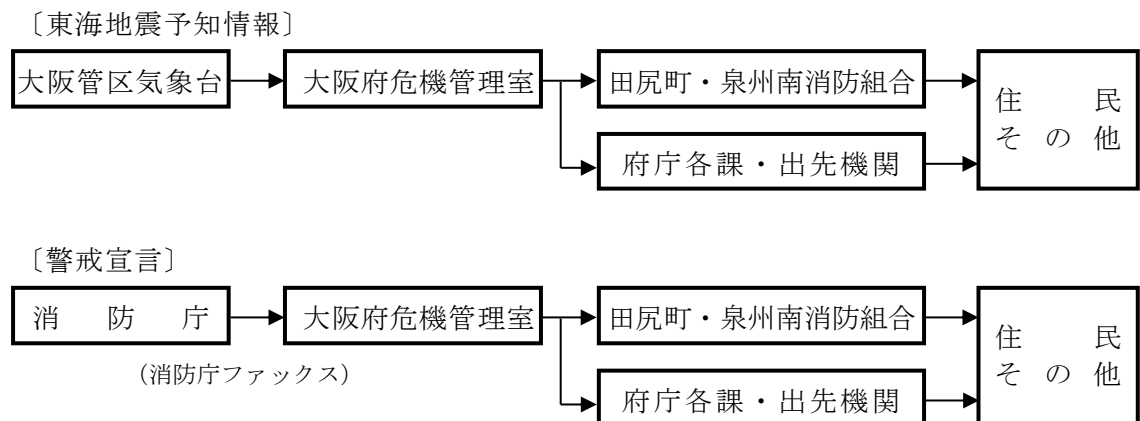 〔東海地震予知情報〕
大阪管区気象台
大阪府危機管理室
田尻町・泉州南消防組合
府庁各課・出先機関
住民
その他
〔警戒宣言〕
消防庁
（消防庁ファックス）
大阪府危機管理室
田尻町・泉州南消防組合
府庁各課・出先機関
住民
その他